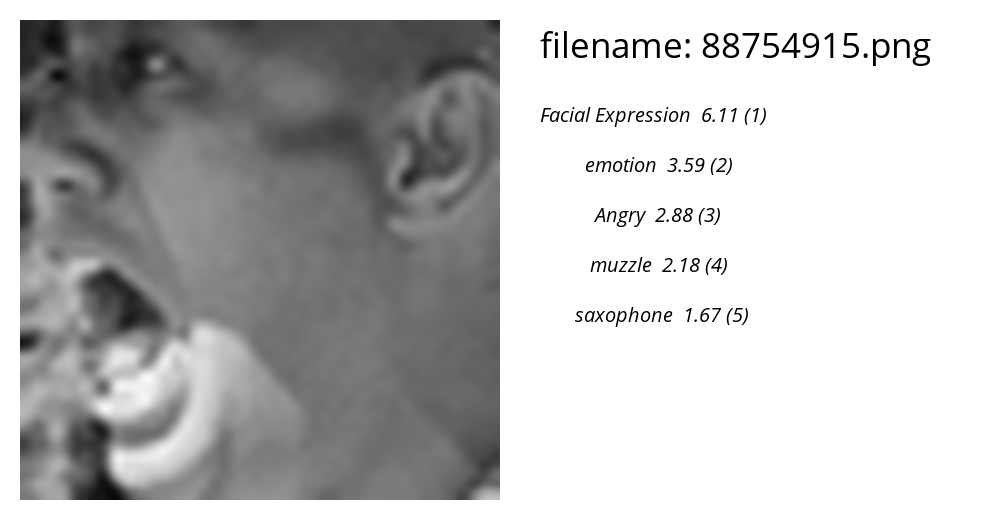 filename: 88754915.png
Facial Expression 6.11 (1)
emotion 3.59 (2)
Angry 2.88 (3)
muzzle 2.18 (4)
saxophone 1.67 (5)